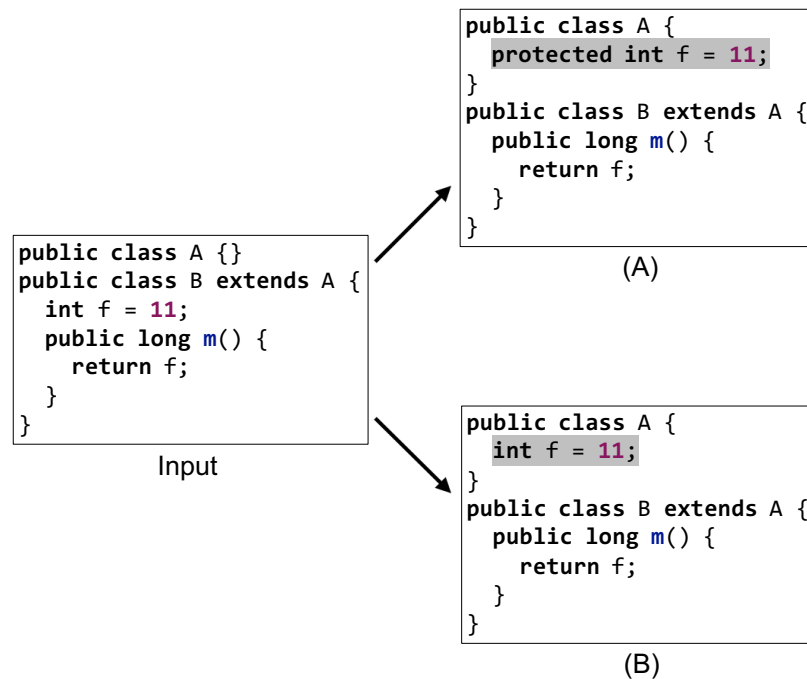 public class A {}
public class B extends A {
  int f = 11;
  public long m() {
    return f;
  }
}
Input
public class A {
  protected int f = 11;
}
public class B extends A {
  public long m() {
    return f;
  }
}
(A)
public class A {
  int f = 11;
}
public class B extends A {
  public long m() {
    return f;
  }
}
(B)